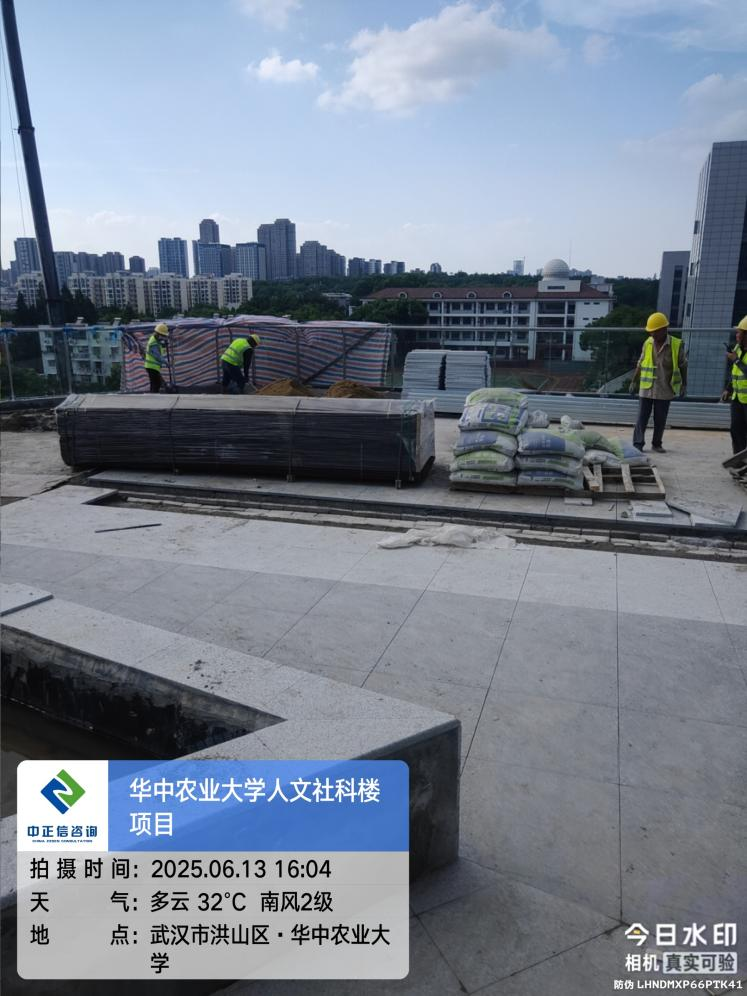 中正信咨询
CHINA ZXXIN CONSULTATION
华中农业大学人文社科楼
项目
拍摄时间: 2025.06.13 16:04
天气: 多云 32℃ 南风2级
地点: 武汉市洪山区·华中农业大
学
今日水印
相机 真实可验
防伪 LHNDMXP66PTK41